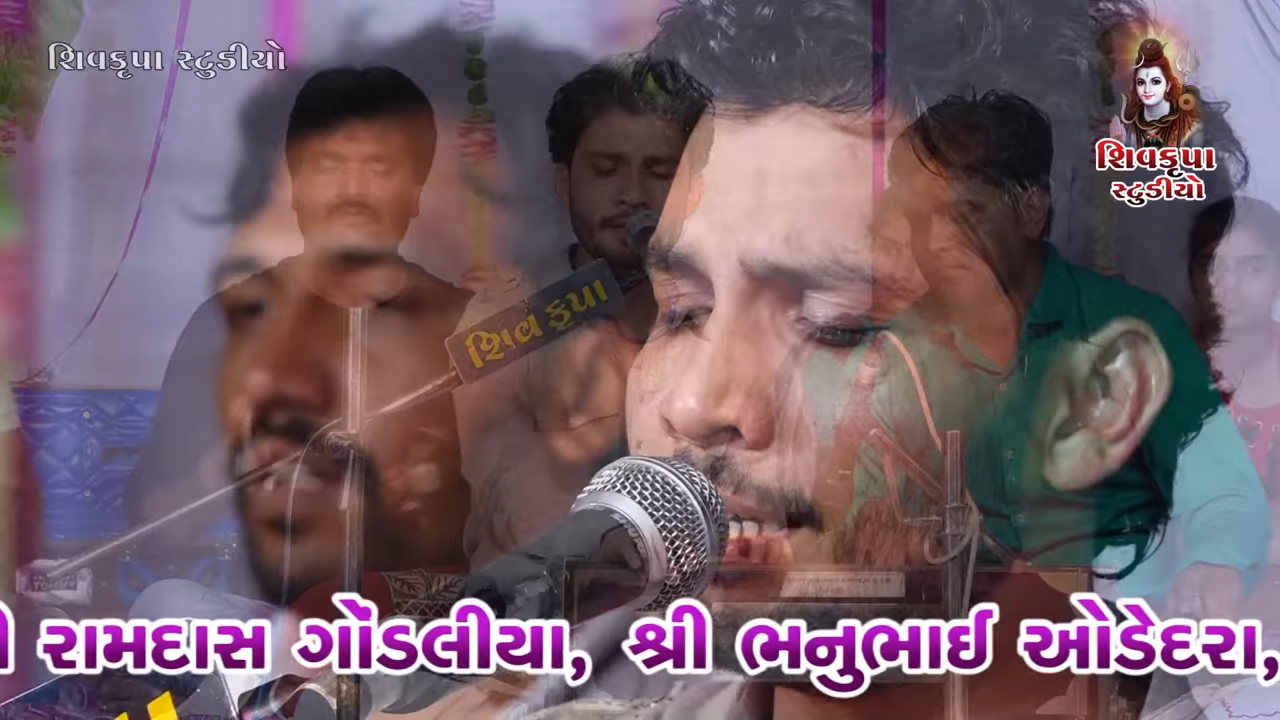 શિવકૃપા સ્ટુડીયો
શિવકૃપા
સ્ટુડીયો
શિવ કૃપા
રામદાસ ગોંડલીયા, શ્રી ભનુભાઈ ઓડેદરા,